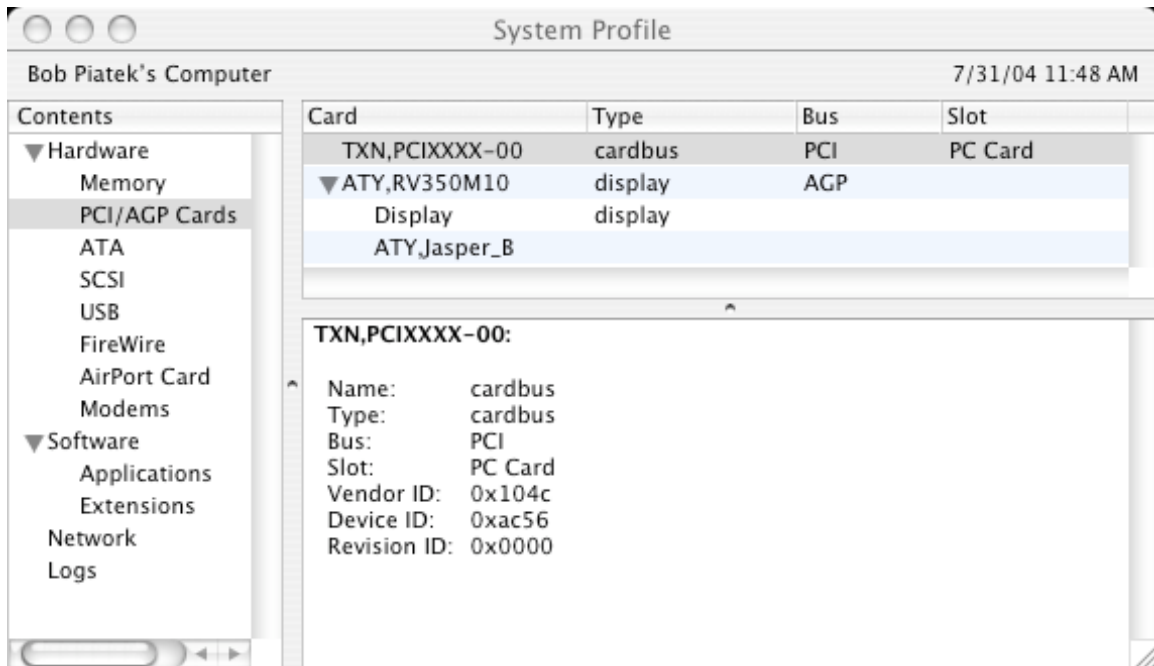 System Profile
Bob Piatek's Computer 7/31/04 11:48 AM
Contents
Hardware
Memory
PCI/AGP Cards
ATA
SCSI
USB
FireWire
AirPort Card
Modems
Software
Applications
Extensions
Network
Logs
Card Type Bus Slot
TXN,PCIXXXX-00 cardbus PCI PC Card
ATY,RV350M10 display AGP
Display display
ATY,Jasper_B
TXN,PCIXXXX-00:
Name: cardbus
Type: cardbus
Bus: PCI
Slot: PC Card
Vendor ID: 0x104c
Device ID: 0xac56
Revision ID: 0x0000